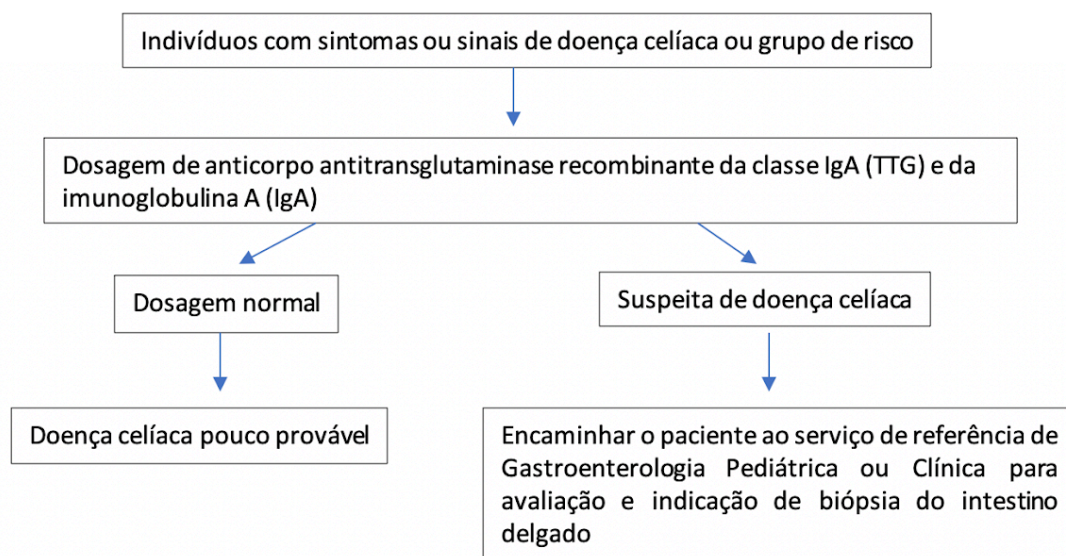 Indivíduos com sintomas ou sinais de doença celíaca ou grupo de risco
Dosagem de anticorpo antitransglutaminase recombinante da classe IgA (TTG) e da
imunoglobulina A (IgA)
Dosagem normal
Suspeita de doença celíaca
Doença celíaca pouco provável
Encaminhar o paciente ao serviço de referência de
Gastroenterologia Pediátrica ou Clínica para
avaliação e indicação de biópsia do intestino
delgado